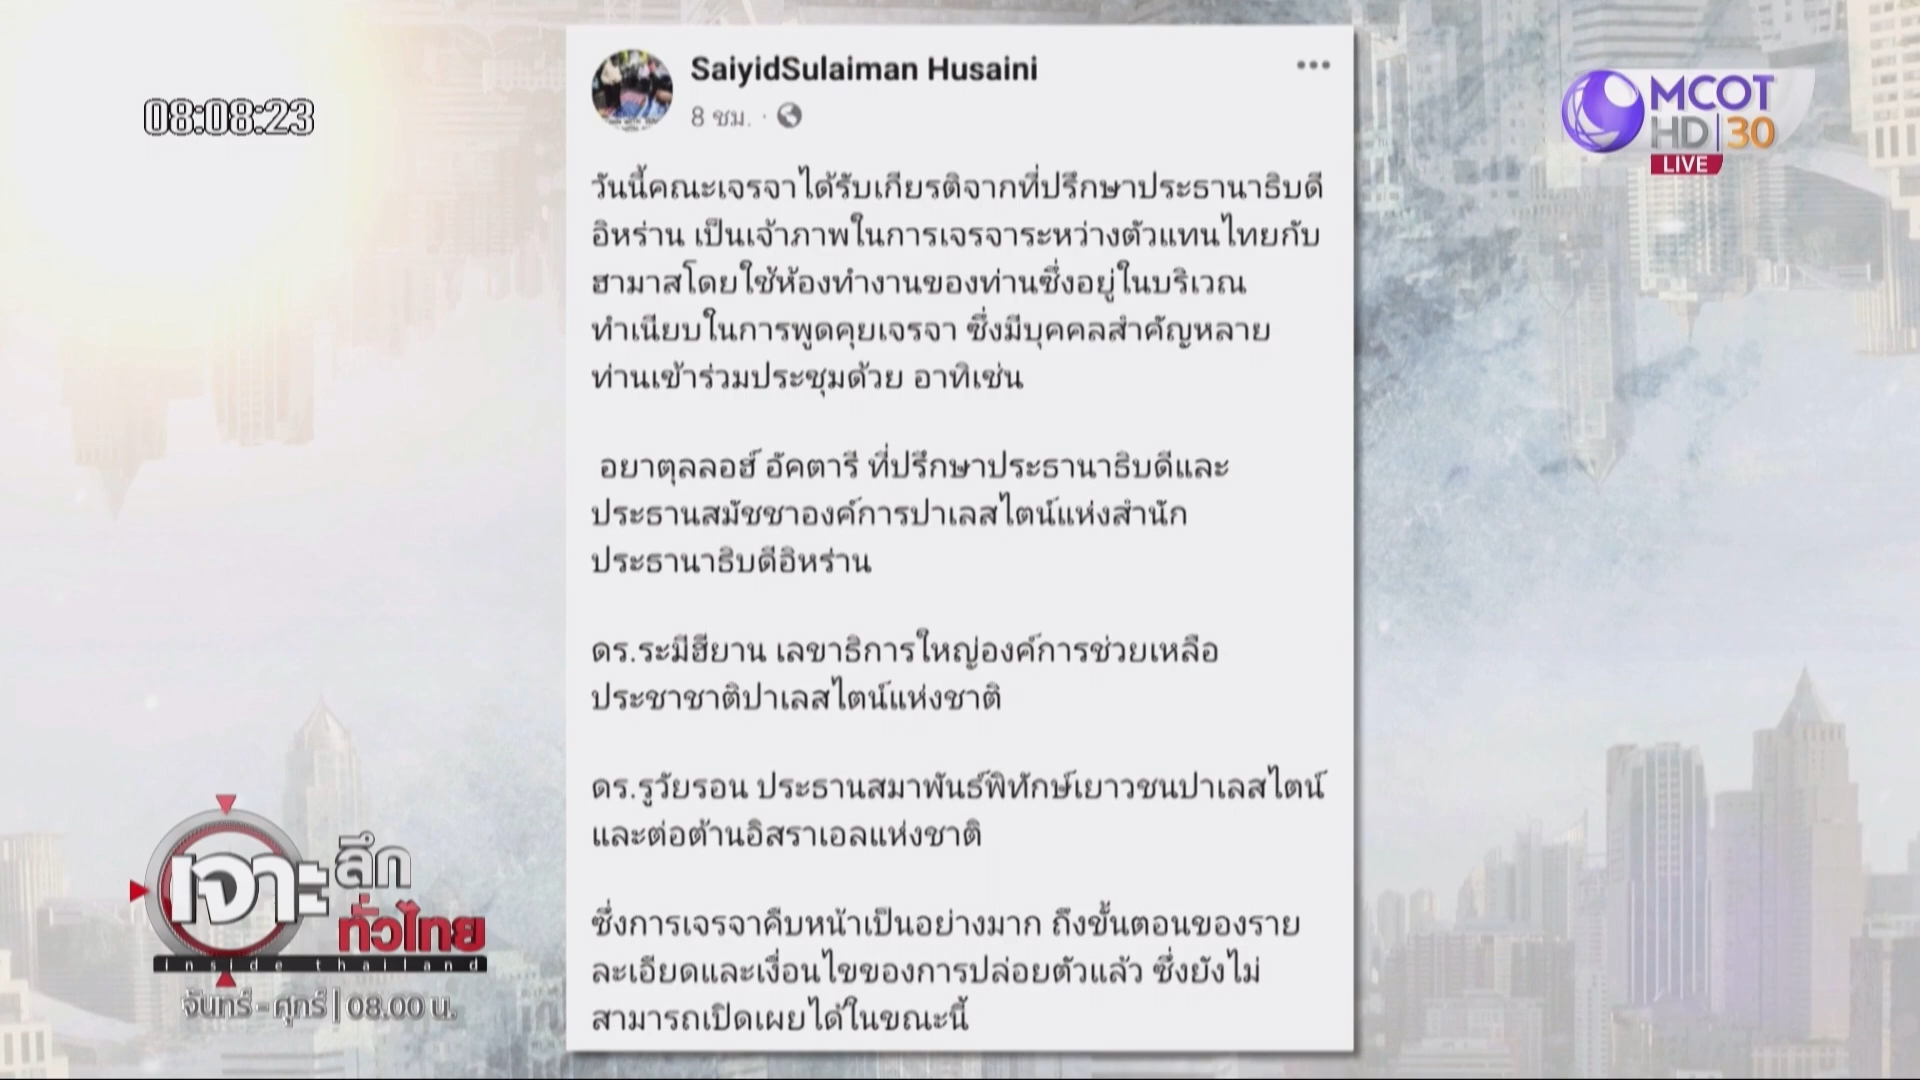 08:08:23
SaiyidSulaiman Husaini
8 ชม.
MCOT
HD 30
LIVE
วันนี้คณะเจรจาได้รับเกียรติจากที่ปรึกษาประธานาธิบดี
อิหร่าน เป็นเจ้าภาพในการเจรจาระหว่างตัวแทนไทยกับ
ฮามาสโดยใช้ห้องทำงานของท่านซึ่งอยู่ในบริเวณ
ทำเนียบในการพูดคุยเจรจา ซึ่งมีบุคคลสำคัญหลาย
ท่านเข้าร่วมประชุมด้วย อาทิเช่น
อยาตุลลอฮ์ อัคตารี ที่ปรึกษาประธานาธิบดีและ
ประธานสมัชชาองค์การปาเลสไตน์แห่งสำนัก
ประธานาธิบดีอิหร่าน
ดร.ระมีฮียาน เลขาธิการใหญ่องค์การช่วยเหลือ
ประชาชาติปาเลสไตน์แห่งชาติ
ดร.รูวัยรอน ประธานสมาพันธ์พิทักษ์เยาวชนปาเลสไตน์
และต่อต้านอิสราเอลแห่งชาติ
ซึ่งการเจรจาคืบหน้าเป็นอย่างมาก ถึงขั้นตอนของราย
ละเอียดและเงื่อนไขของการปล่อยตัวแล้ว ซึ่งยังไม่
สามารถเปิดเผยได้ในขณะนี้
เจาะลึก
ทั่วไทย
inside thailand
จันทร์ - ศุกร์ | 08.00 น.